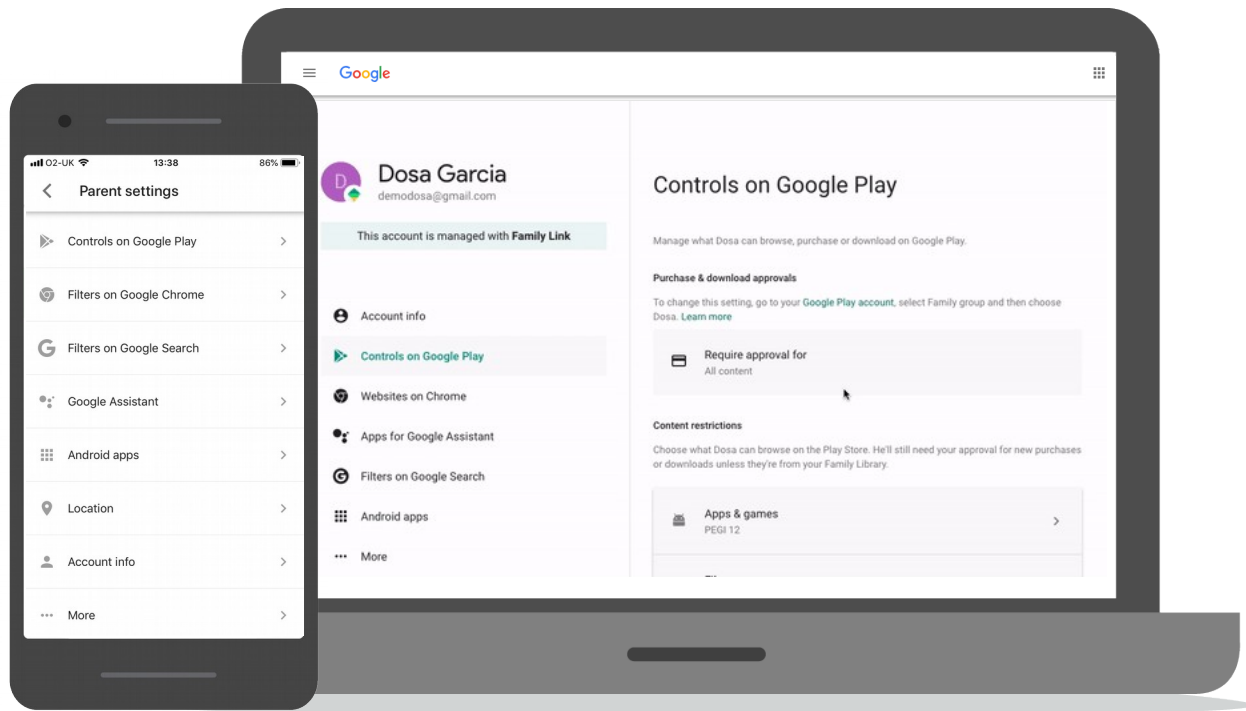 O2-UK 13:38 86%
Parent settings
Controls on Google Play
Filters on Google Chrome
Filters on Google Search
Google Assistant
Android apps
Location
Account info
More
Google
D
Dosa Garcia
demodosa@gmail.com
This account is managed with Family Link
Account info
Controls on Google Play
Websites on Chrome
Apps for Google Assistant
Filters on Google Search
Android apps
More
Controls on Google Play
Manage what Dosa can browse, purchase or download on Google Play.
Purchase & download approvals
To change this setting, go to your Google Play account, select Family group and then choose
Dosa. Learn more
Require approval for
All content
Content restrictions
Choose what Dosa can browse on the Play Store. He'll still need your approval for new purchases
or downloads unless they're from your Family Library.
Apps & games
PEGI 12